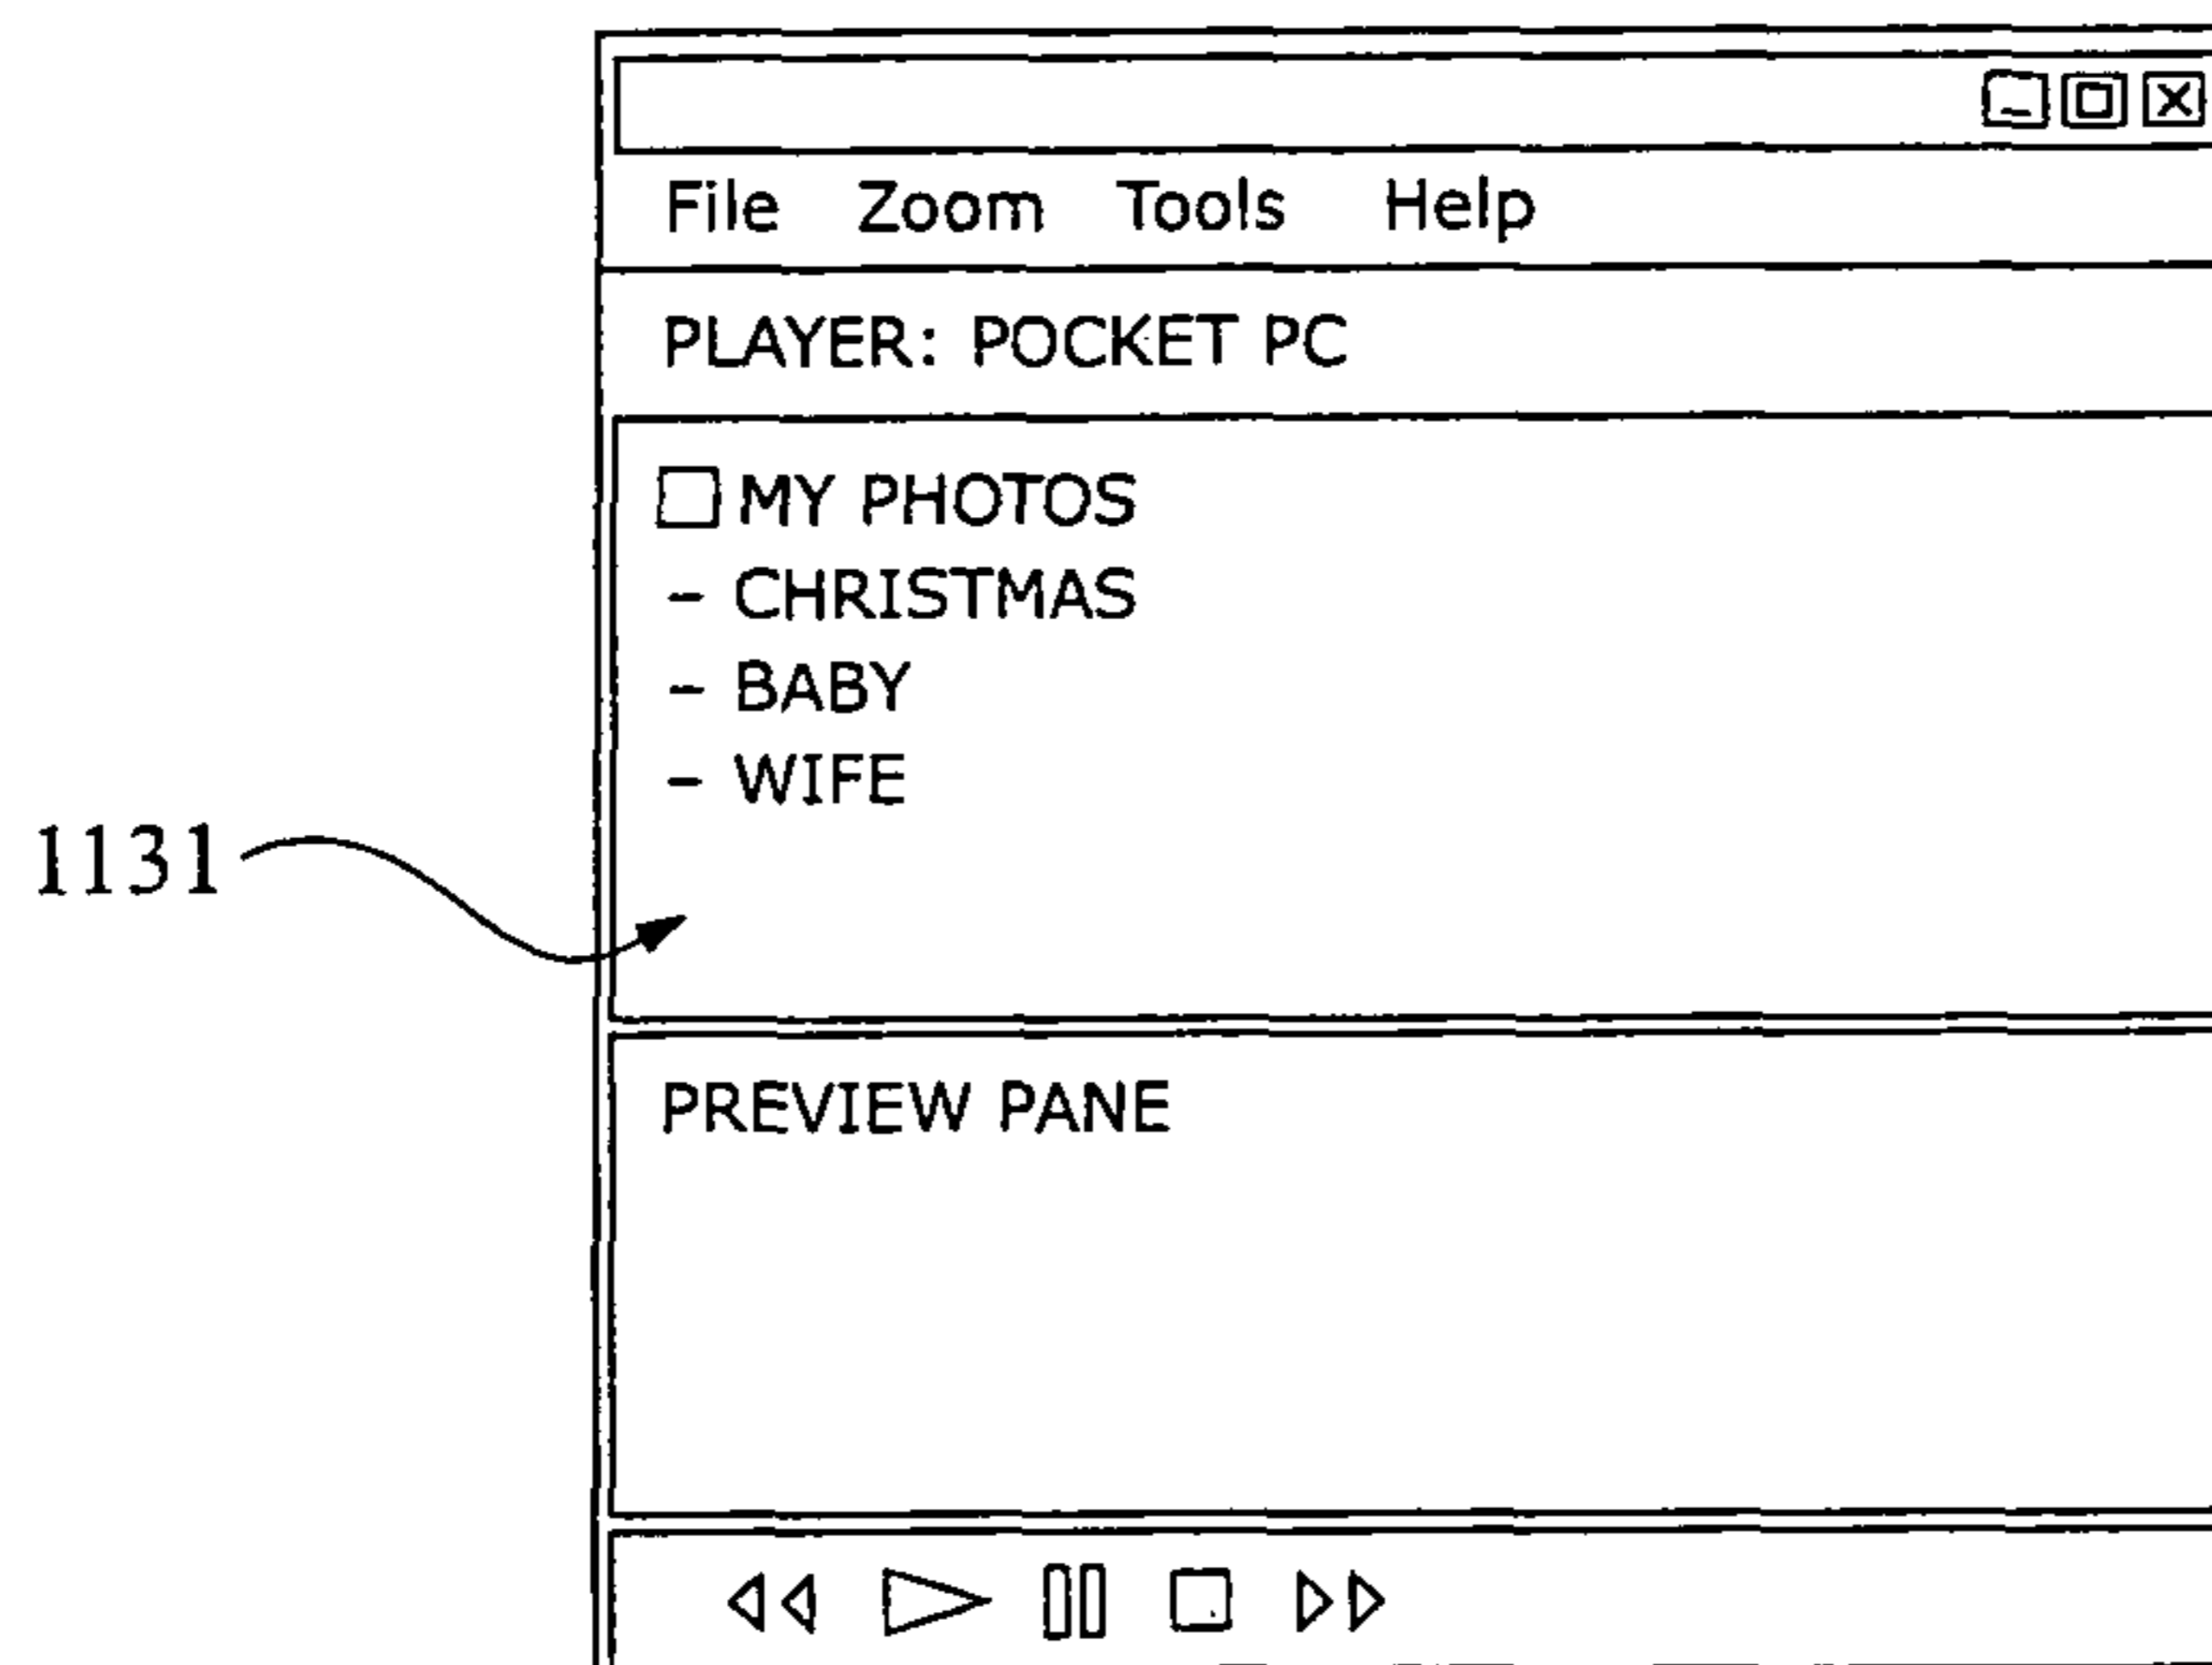 File Zoom Tools Help
PLAYER: POCKET PC
MY PHOTOS
- CHRISTMAS
- BABY
- WIFE
1131
PREVIEW PANE